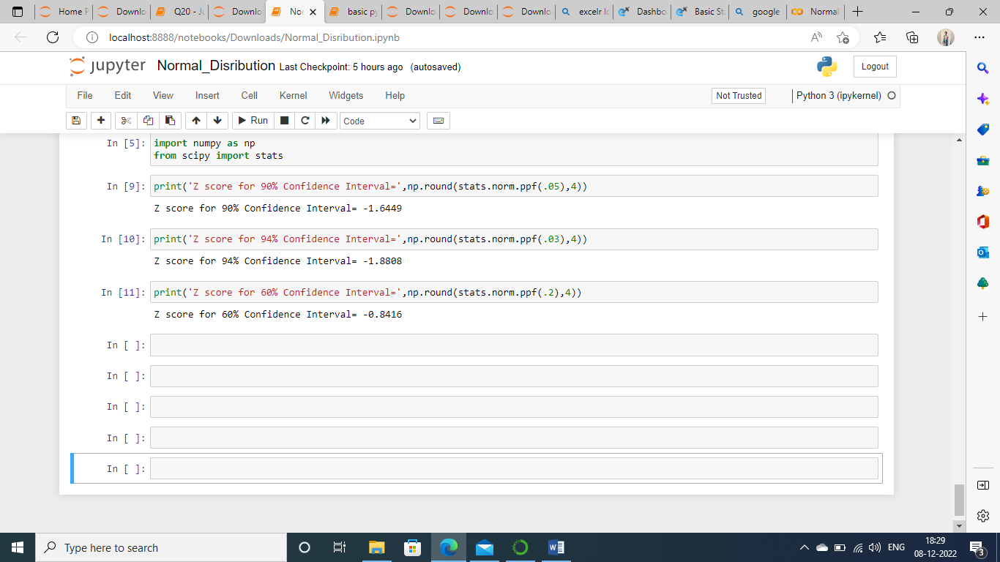 Home P
Downlo
Q20 - Ju
Downlo
Nor
basic py
Downlo
Downlo
Downlo
excelr lo
Dashbo
Basic St
google
Normal
localhost:8888/notebooks/Downloads/Normal_Disribution.ipynb
jupyter Normal_Disribution Last Checkpoint: 5 hours ago (autosaved)
Logout
File Edit View Insert Cell Kernel Widgets Help
Not Trusted
Python 3 (ipykernel)
Run
Code
In [5]: import numpy as np
from scipy import stats
In [9]: print('Z score for 90% Confidence Interval=',np.round(stats.norm.ppf(.05),4))
Z score for 90% Confidence Interval= -1.6449
In [10]: print('Z score for 94% Confidence Interval=',np.round(stats.norm.ppf(.03),4))
Z score for 94% Confidence Interval= -1.8808
In [11]: print('Z score for 60% Confidence Interval=',np.round(stats.norm.ppf(.2),4))
Z score for 60% Confidence Interval= -0.8416
In [ ]:
In [ ]:
In [ ]:
In [ ]:
In [ ]:
Type here to search
ENG
18:29
08-12-2022
3